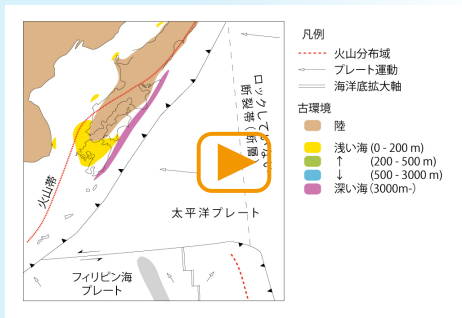 ロックしていない
断裂帯（断層）
火山帯
太平洋プレート
フィリピン海
プレート
凡例
火山分布域
プレート運動
海洋底拡大軸
古環境
陸
浅い海 (0 - 200 m)
↑ (200 - 500 m)
↓ (500 - 3000 m)
深い海 (3000m-)